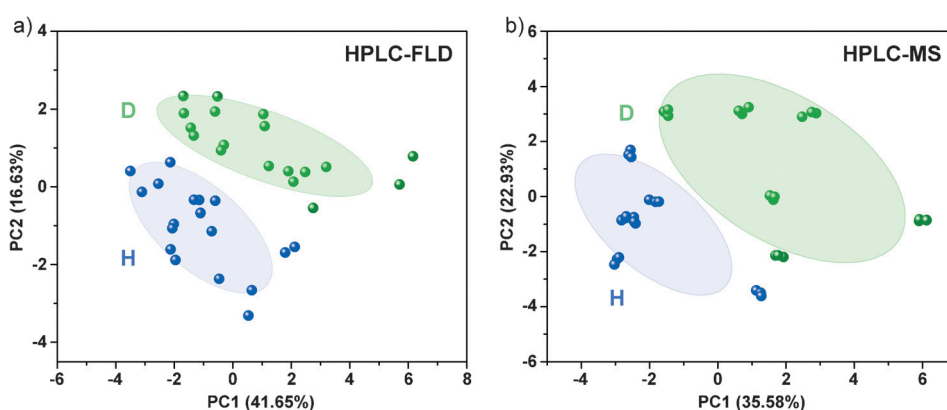 a)
HPLC-FLD
D
H
PC2 (16.63%)
4
2
0
-2
-4
-6 -4 -2 0 2 4 6 8
PC1 (41.65%)
b)
HPLC-MS
D
H
PC2 (22.93%)
6
4
2
0
-2
-4
-6
-4 -2 0 2 4 6
PC1 (35.58%)